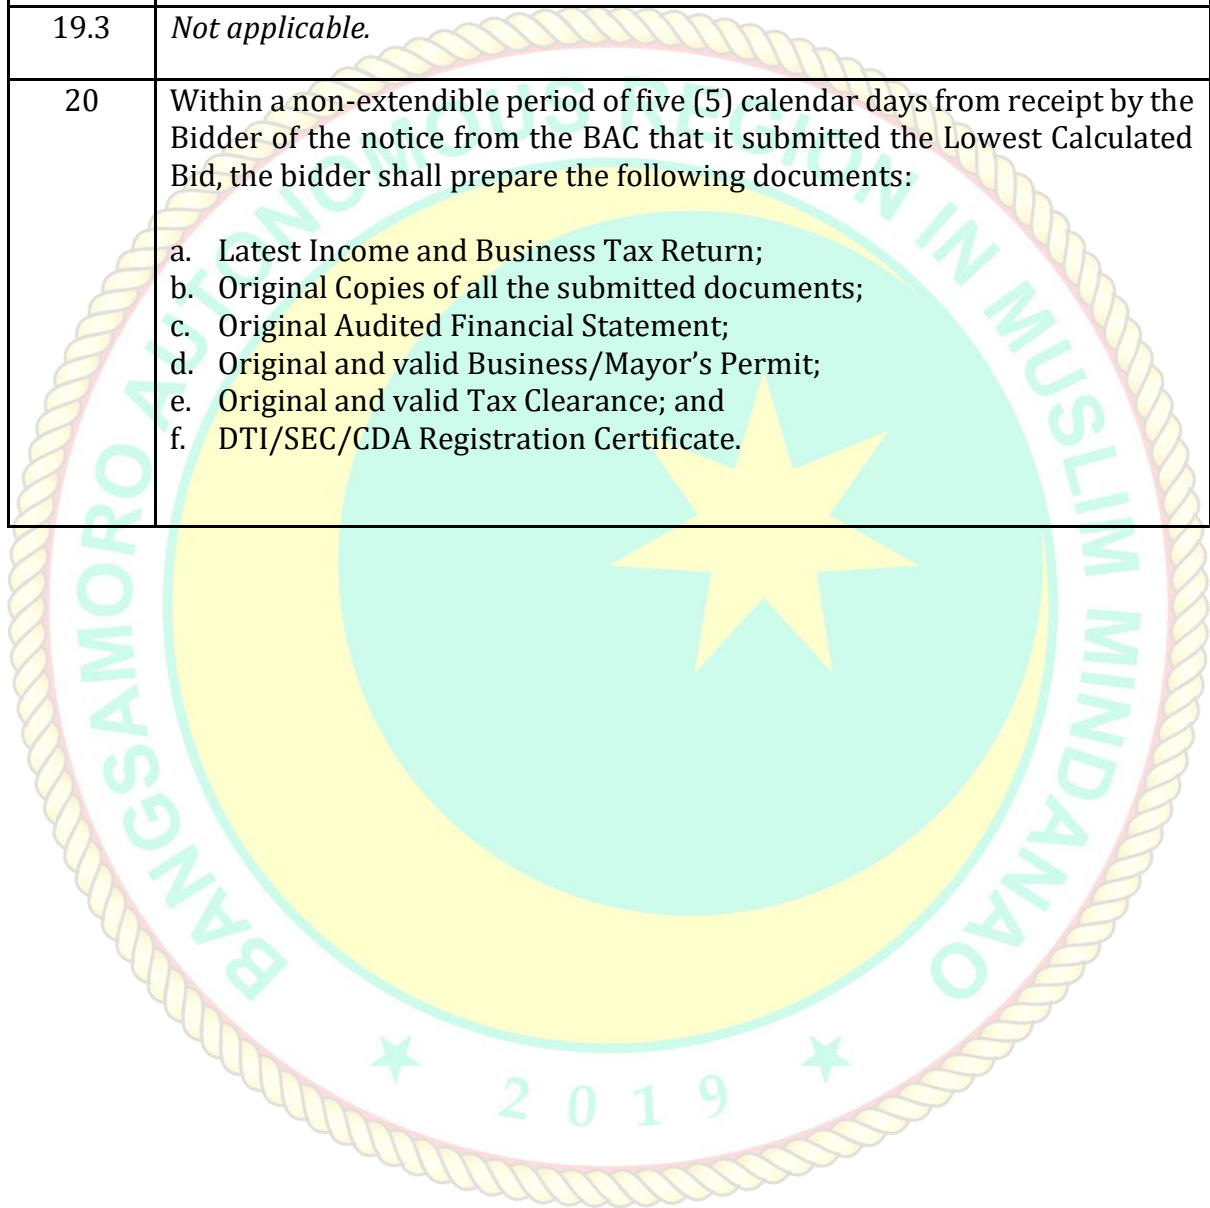 19.3 Not applicable.
20 Within a non-extendible period of five (5) calendar days from receipt by the
Bidder of the notice from the BAC that it submitted the Lowest Calculated
Bid, the bidder shall prepare the following documents:
a. Latest Income and Business Tax Return;
b. Original Copies of all the submitted documents;
c. Original Audited Financial Statement;
d. Original and valid Business/Mayor’s Permit;
e. Original and valid Tax Clearance; and
f. DTI/SEC/CDA Registration Certificate.
BANGSAMORO AUTONOMOUS REGION IN MUSLIM MINDANAO
2019